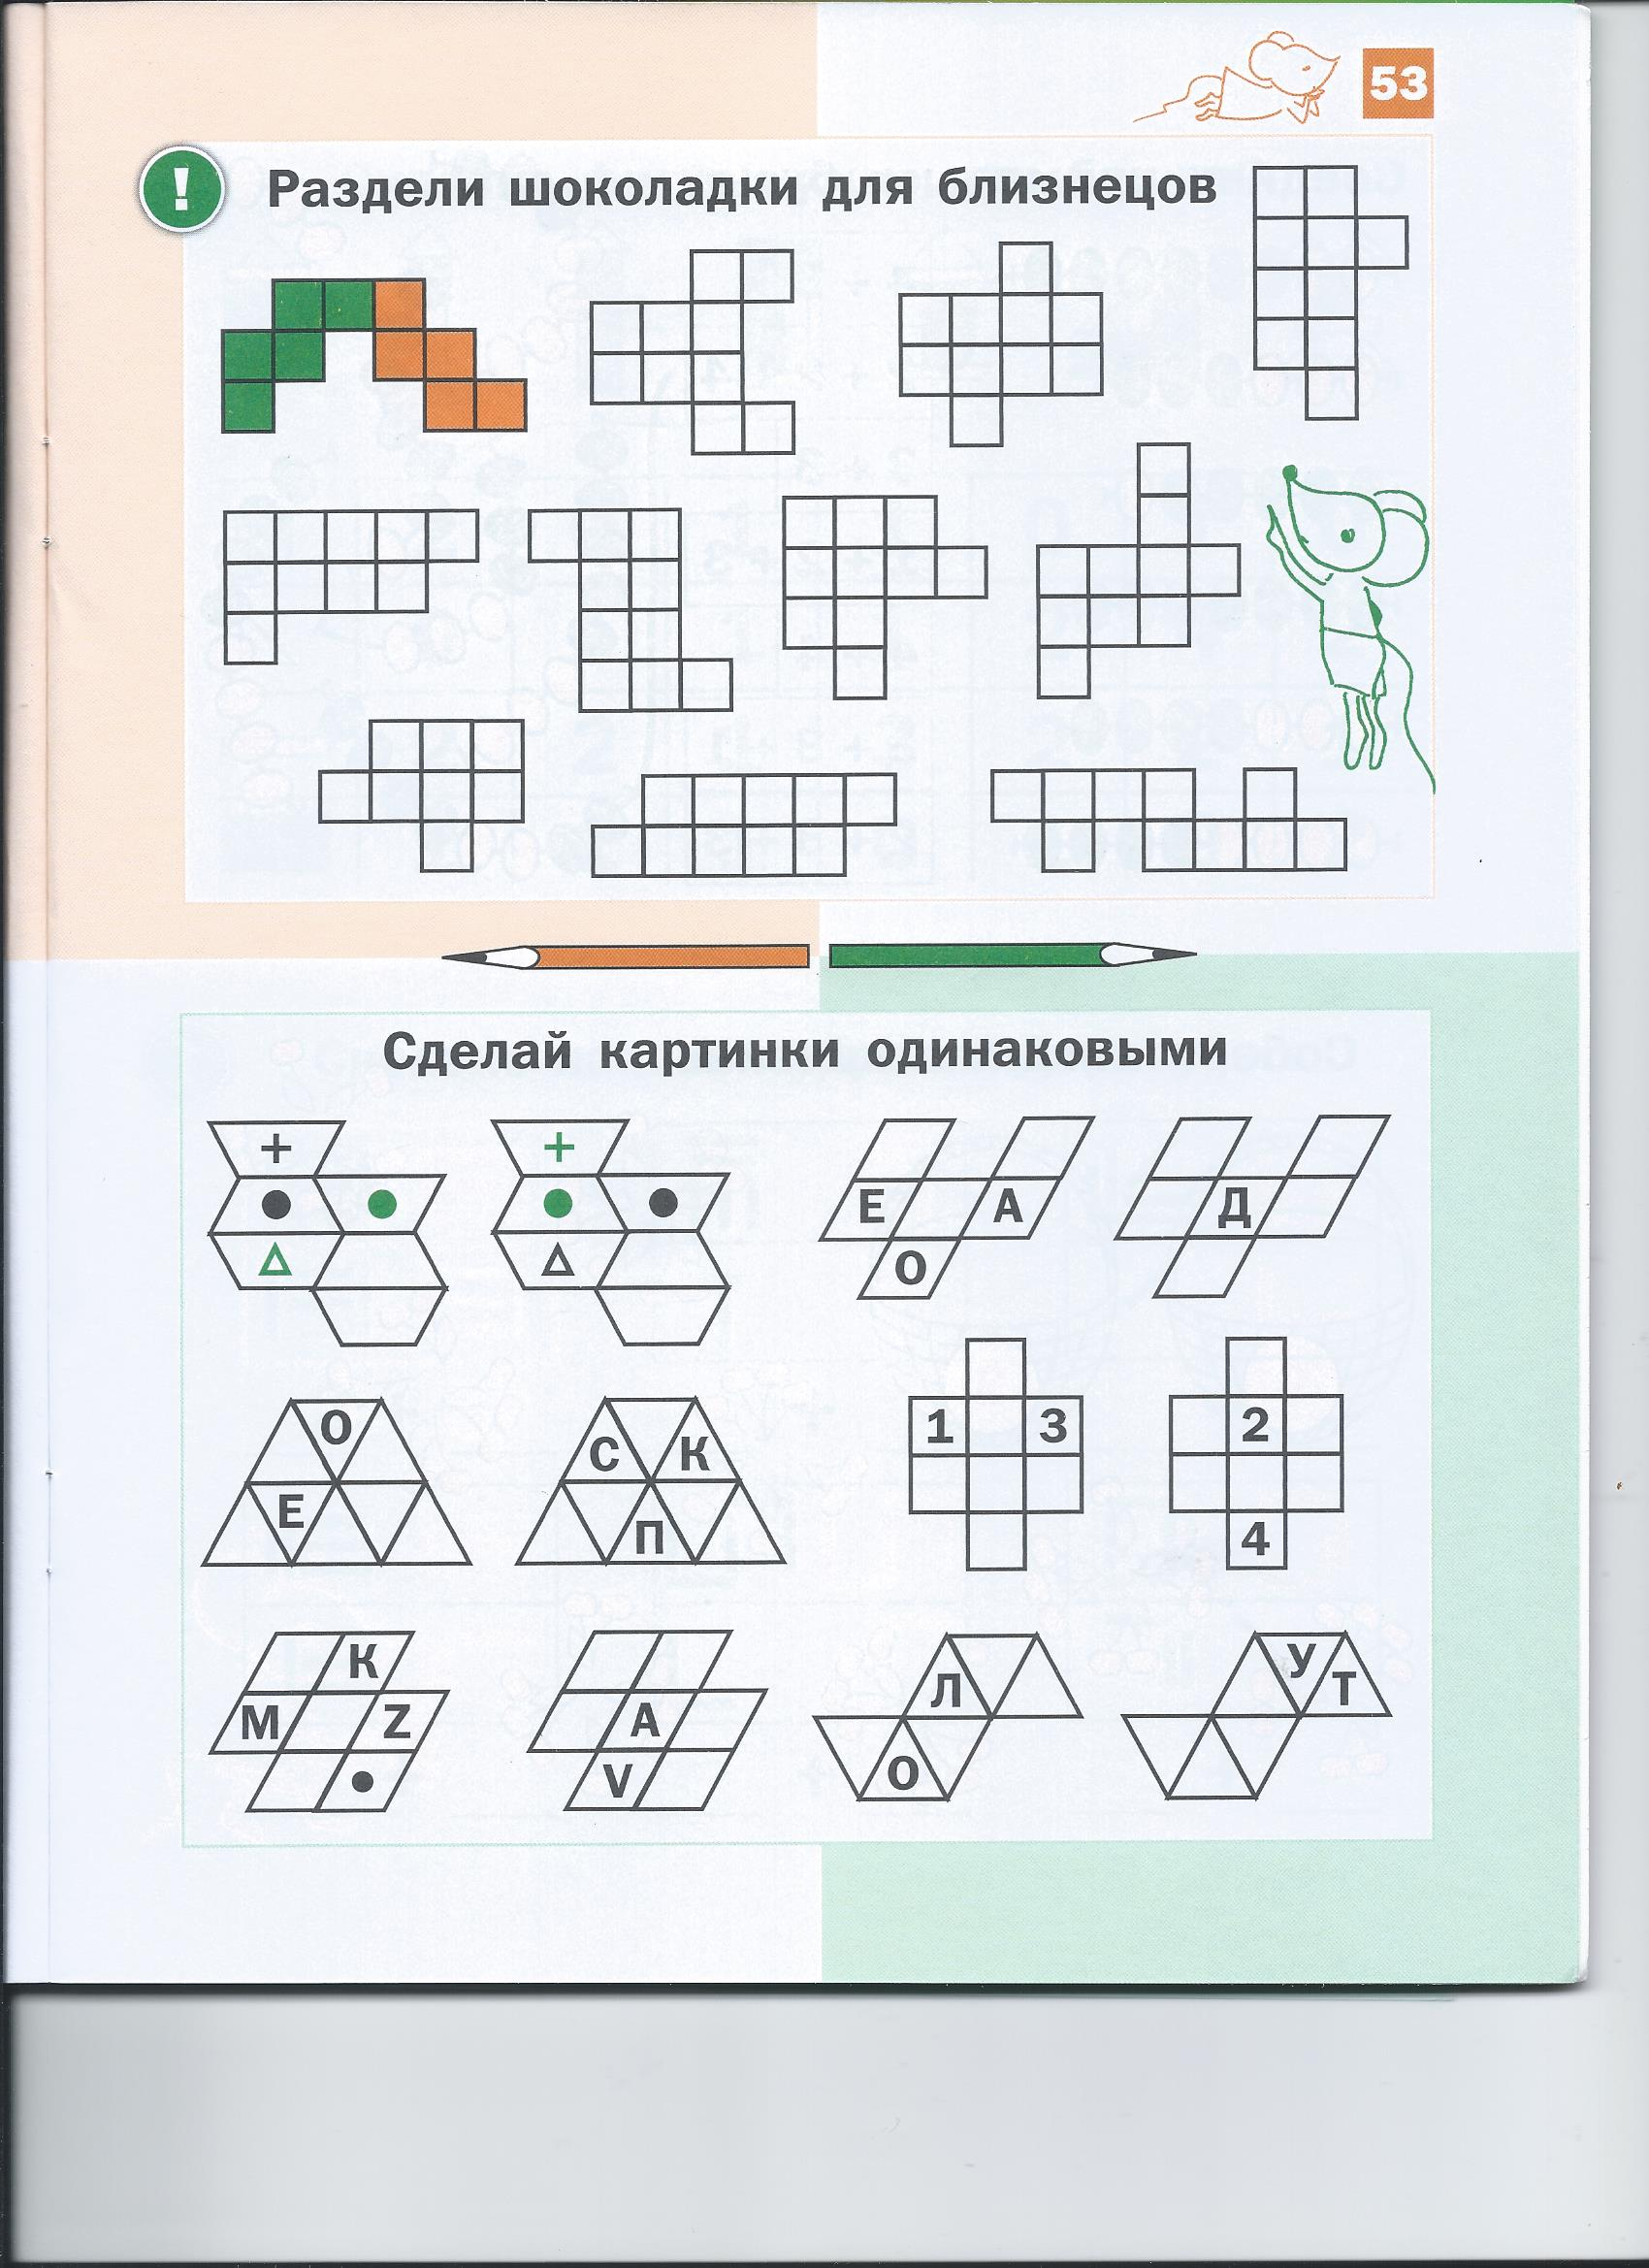 53
! Раздели шоколадки для близнецов
Сделай картинки одинаковыми
+ +
Е А Д
О
О С К 1 3 2
Е П 4
К
М Z А
V
Л У Т
О